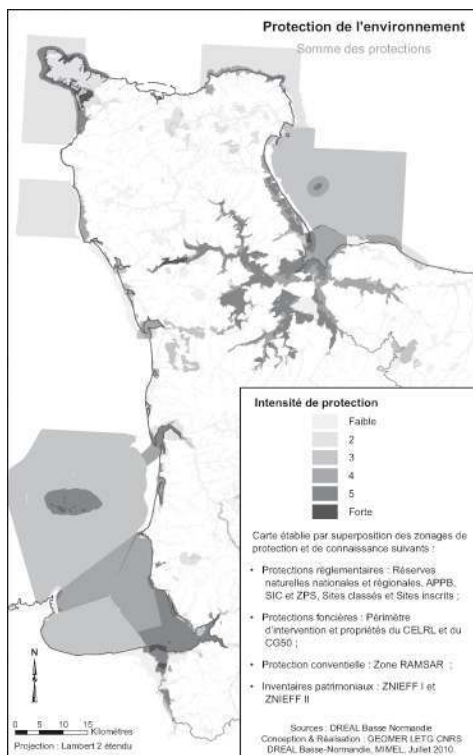 Protection de l'environnement
Somme des protections
Intensité de protection
Faible
2
3
4
5
Forte
Carte établie par superposition des zonages de
protection et de connaissance suivants :
• Protections réglementaires : Réserves
naturelles nationales et régionales, APPB,
SIC et ZPS, Sites classés et Sites inscrits ;
• Protections foncières : Périmètre
d'intervention et propriétés du CELRL et du
CG50 ;
• Protection conventielle : Zone RAMSAR ;
• Inventaires patrimoniaux : ZNIEFF I et
ZNIEFF II
N
0 5 10 15
Kilomètres
Projection : Lambert 2 étendu
Sources : DREAL Basse Normandie
Conception & Réalisation : GEOMER LETG CNRS
DREAL Basse-Normandie, MIMEL, Juillet 2010.